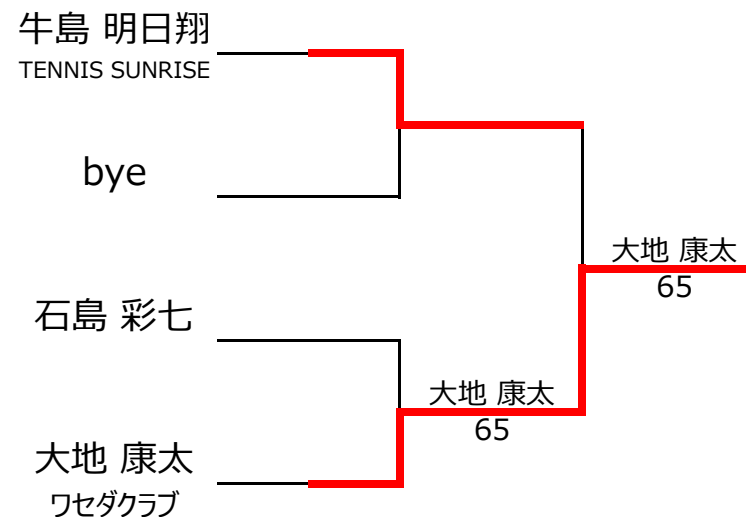 牛島 明日翔
TENNIS SUNRISE
bye
石島 彩七
大地 康太
ワセダクラブ
大地 康太
65
大地 康太
65